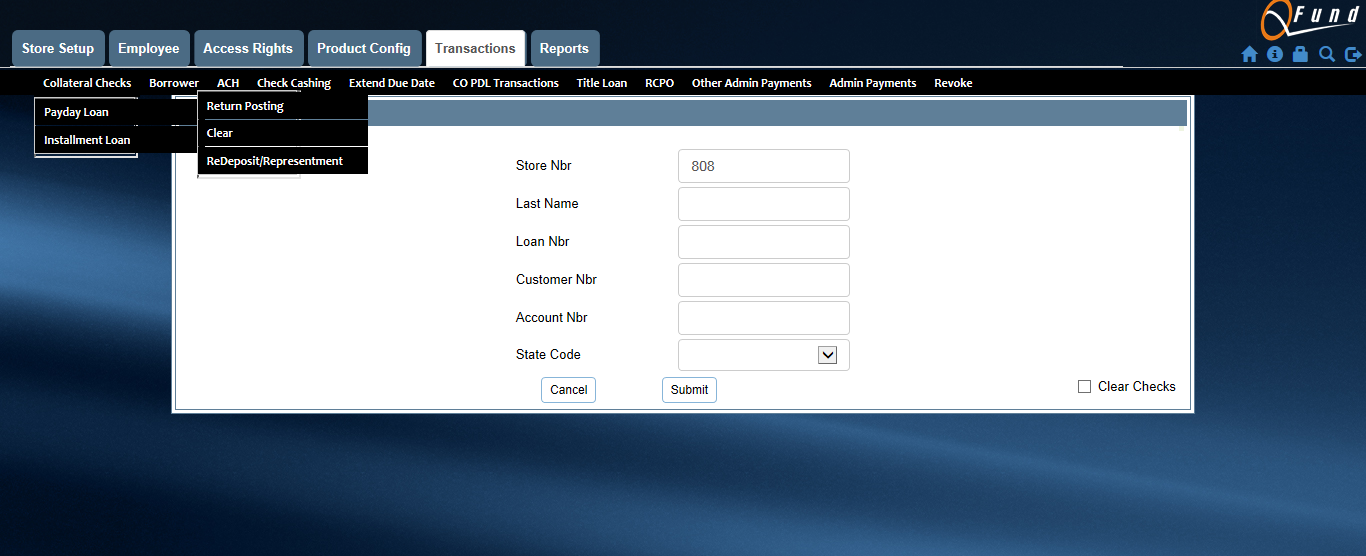 QFund
Store Setup Employee Access Rights Product Config Transactions Reports
Collateral Checks Borrower ACH Check Cashing Extend Due Date CO PDL Transactions Title Loan RCPO Other Admin Payments Admin Payments Revoke
Payday Loan
Installment Loan
Return Posting
Clear
ReDeposit/Representment
Store Nbr 808
Last Name
Loan Nbr
Customer Nbr
Account Nbr
State Code
Cancel Submit Clear Checks